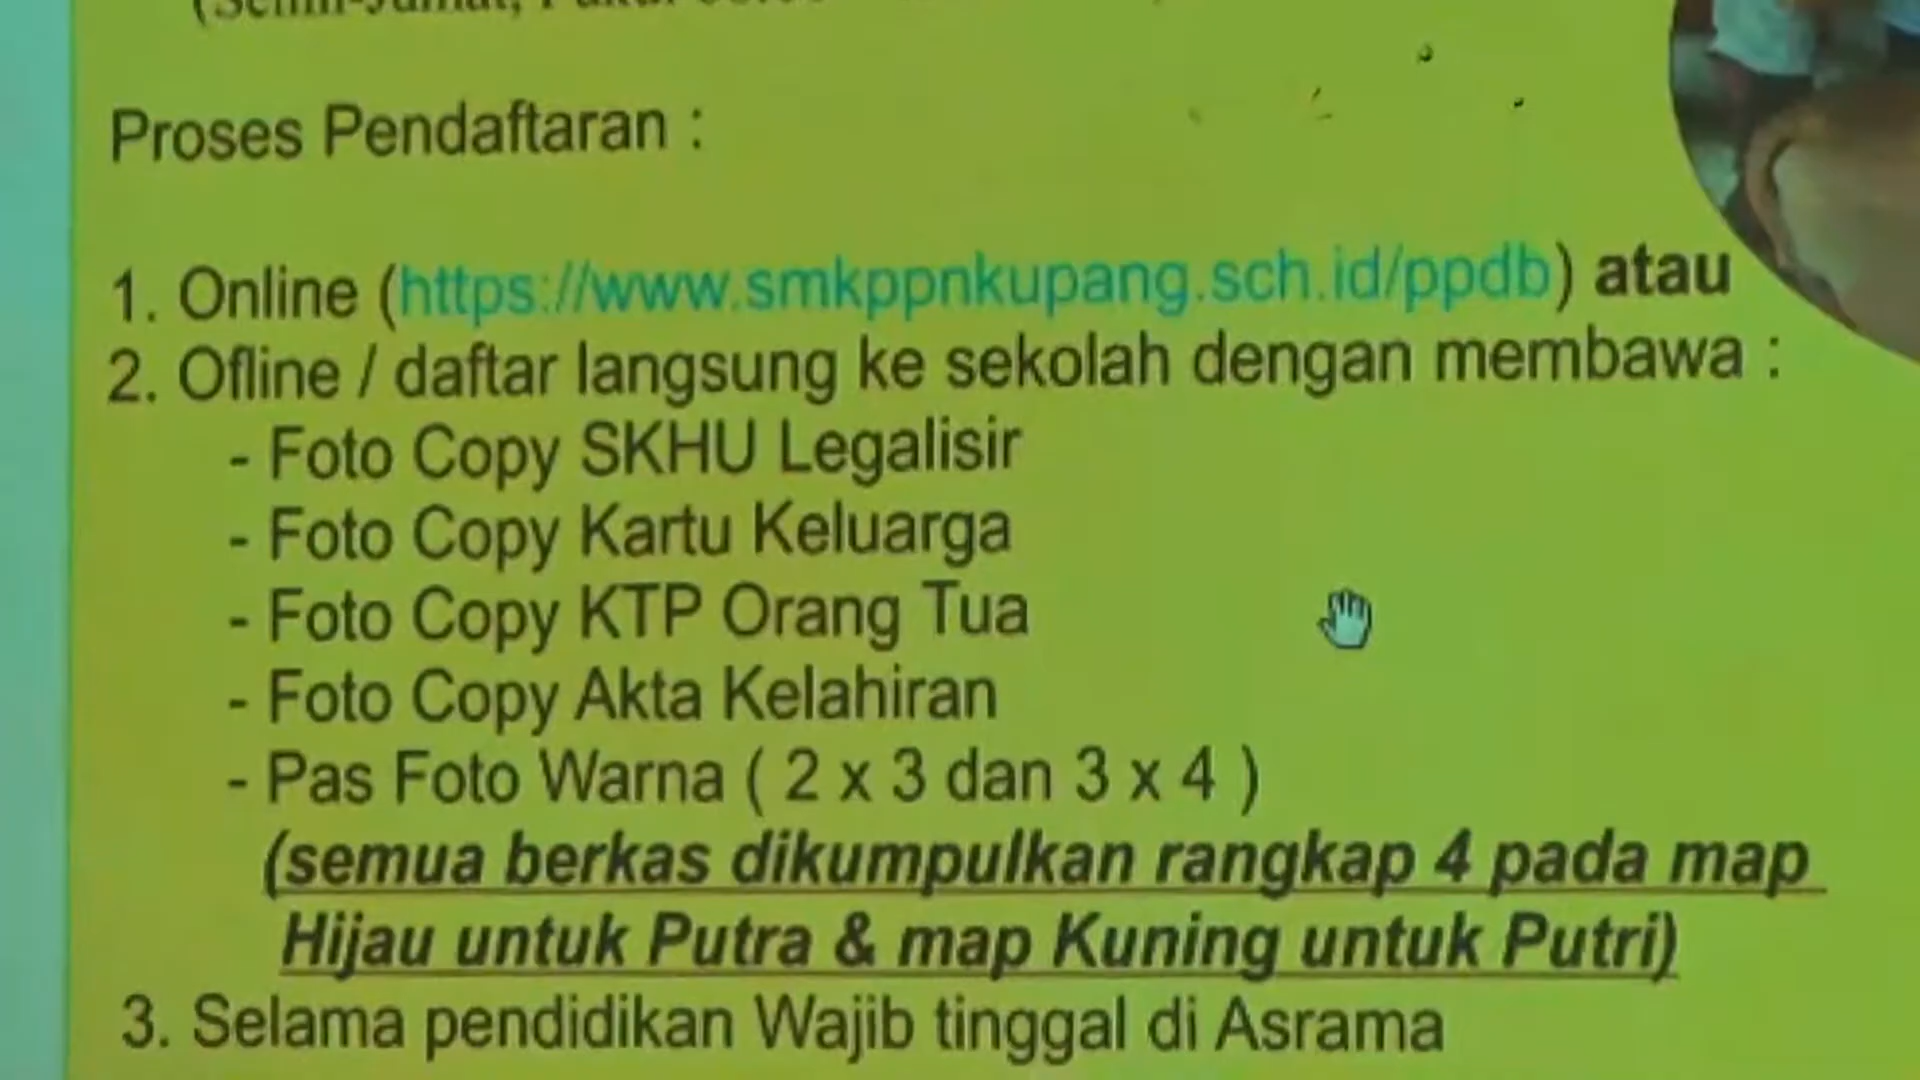 Proses Pendaftaran :
1. Online (https://www.smkppnkupang.sch.id/ppdb) atau
2. Ofline / daftar langsung ke sekolah dengan membawa :
- Foto Copy SKHU Legalisir
- Foto Copy Kartu Keluarga
- Foto Copy KTP Orang Tua
- Foto Copy Akta Kelahiran
- Pas Foto Warna ( 2 x 3 dan 3 x 4 )
(semua berkas dikumpulkan rangkap 4 pada map
Hijau untuk Putra & map Kuning untuk Putri)
3. Selama pendidikan Wajib tinggal di Asrama